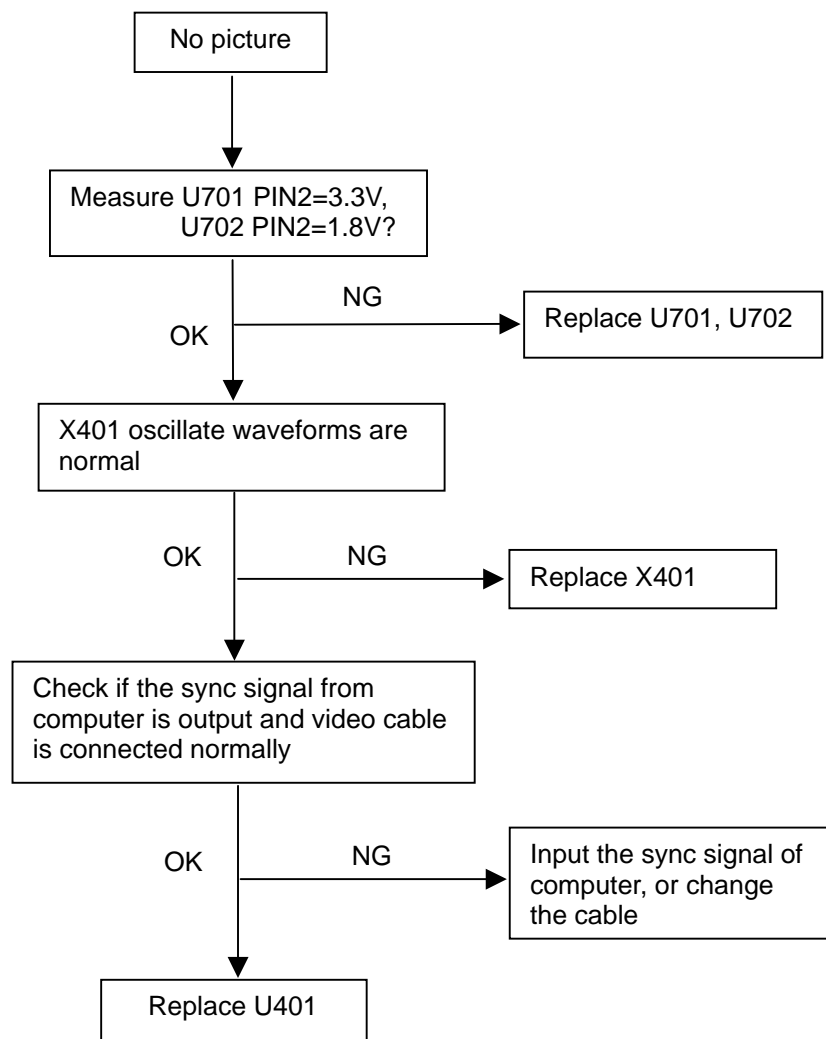 No picture
Measure U701 PIN2=3.3V,
U702 PIN2=1.8V?
NG
OK
Replace U701, U702
X401 oscillate waveforms are
normal
OK
NG
Replace X401
Check if the sync signal from
computer is output and video cable
is connected normally
OK
NG
Input the sync signal of
computer, or change
the cable
Replace U401